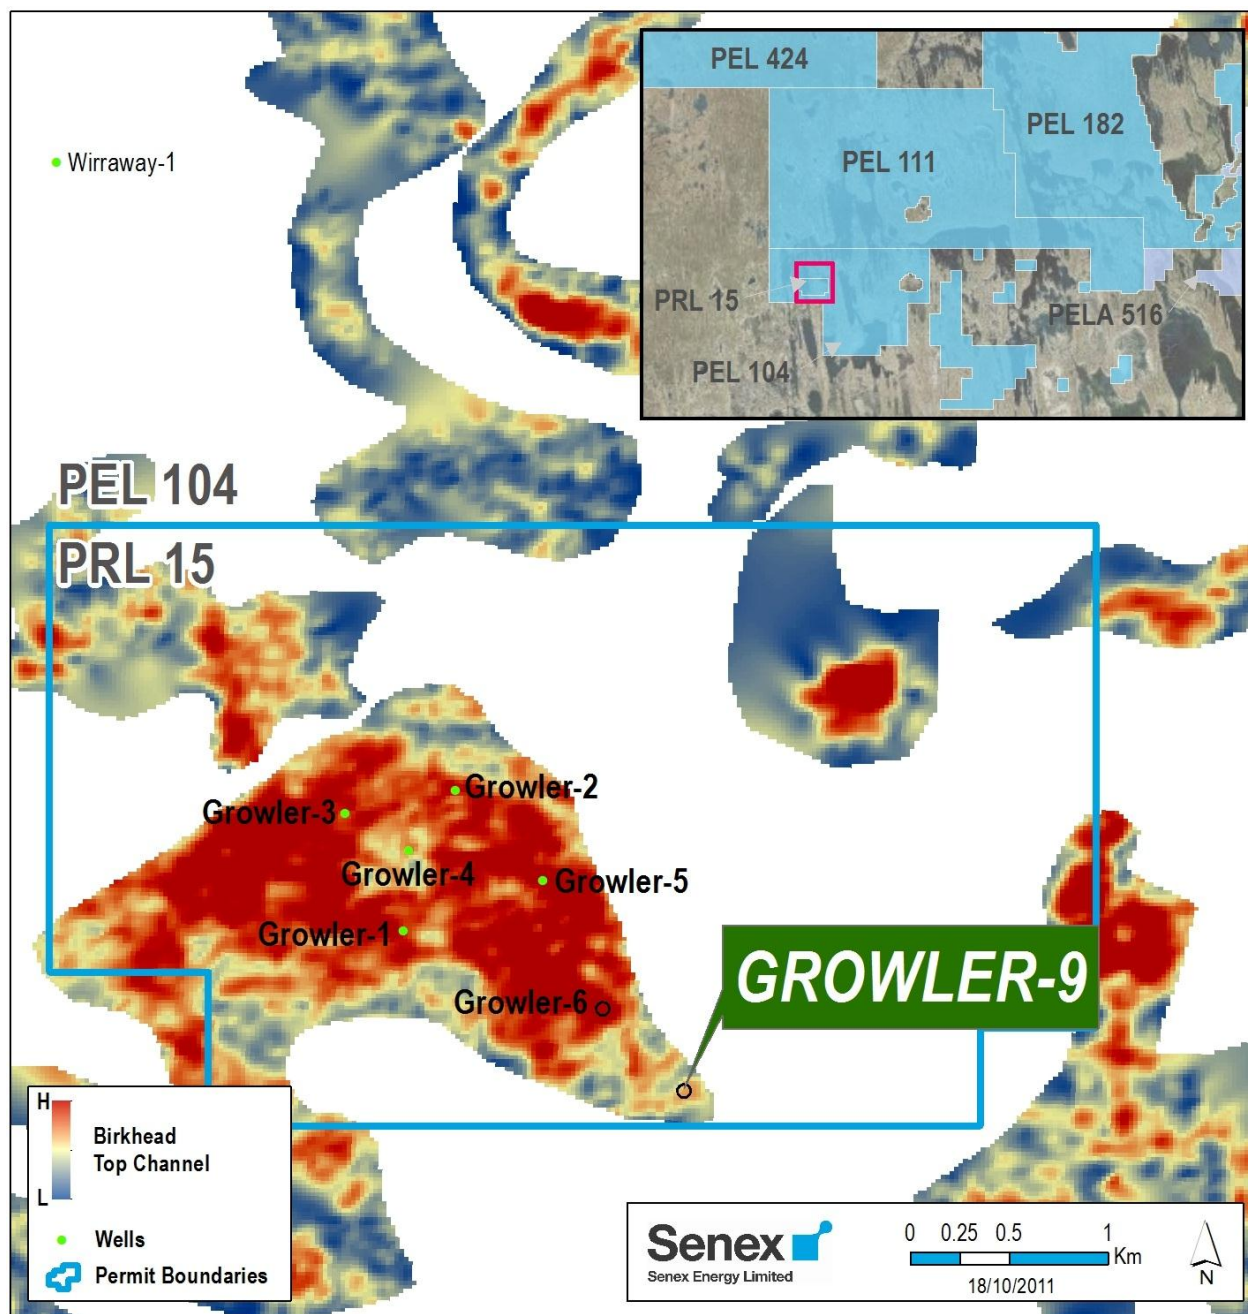 PEL 424
PEL 182
PEL 111
PRL 15
PELA 516
PEL 104
Wirraway-1
PEL 104
PRL 15
Growler-2
Growler-3
Growler-4
Growler-5
Growler-1
GROWLER-9
Growler-6
H
Birkhead
Top Channel
L
Wells
Permit Boundaries
Senex
Senex Energy Limited
0 0.25 0.5 1
Km
18/10/2011
N